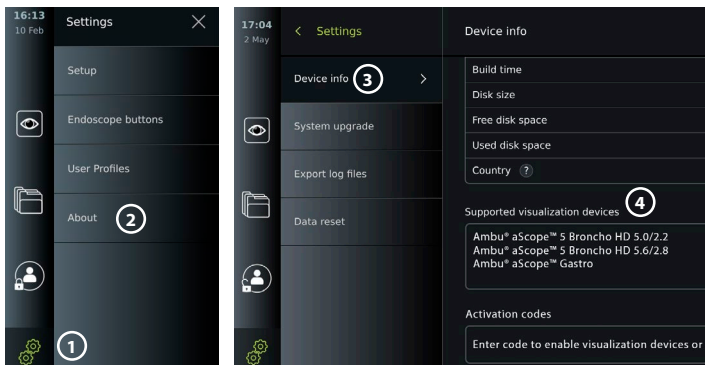 16:13
10 Feb
Settings
Setup
Endoscope buttons
User Profiles
About
2
1
17:04
2 May
Settings
Device info
3
System upgrade
Export log files
Data reset
Device info
Build time
Disk size
Free disk space
Used disk space
Country ?
4
Supported visualization devices
Ambu® aScope™ 5 Broncho HD 5.0/2.2
Ambu® aScope™ 5 Broncho HD 5.6/2.8
Ambu® aScope™ Gastro
Activation codes
Enter code to enable visualization devices or